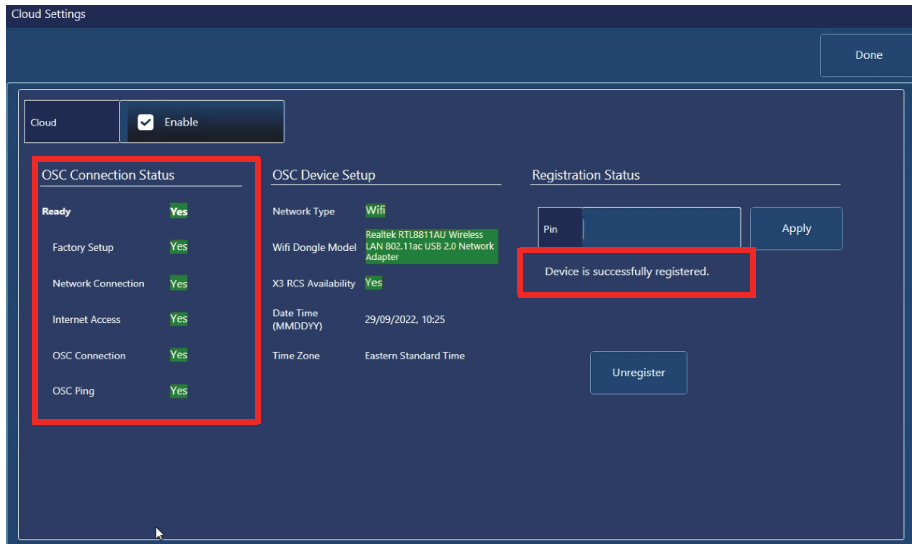 Cloud Settings
Done
Cloud
Enable
OSC Connection Status
Ready Yes
Factory Setup Yes
Network Connection Yes
Internet Access Yes
OSC Connection Yes
OSC Ping Yes
OSC Device Setup
Network Type Wifi
Wifi Dongle Model Realtek RTL8811AU Wireless
LAN 802.11ac USB 2.0 Network
Adapter
X3 RCS Availability Yes
Date Time
(MMDDYY) 29/09/2022, 10:25
Time Zone Eastern Standard Time
Registration Status
Pin
Apply
Device is successfully registered.
Unregister